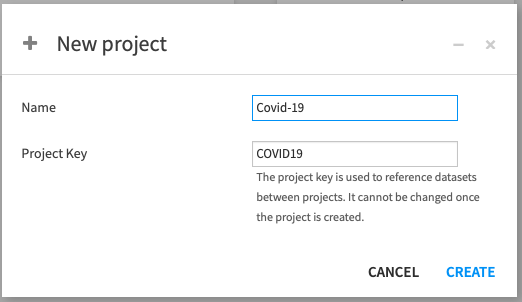 New project
Name
Covid-19
Project Key
COVID19
The project key is used to reference datasets
between projects. It cannot be changed once
the project is created.
CANCEL
CREATE